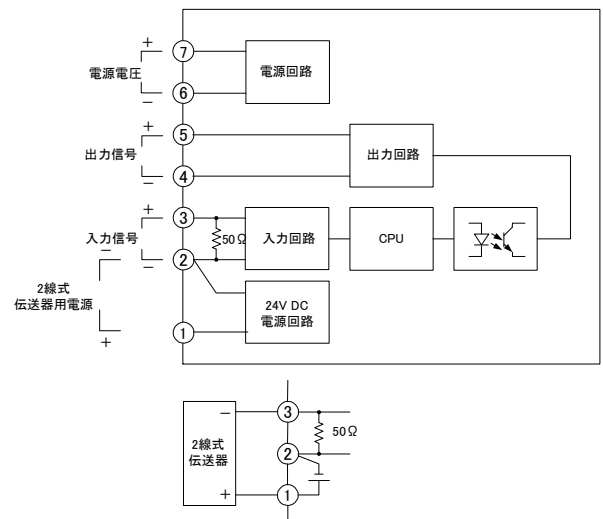 +
電源電圧
−
7
6
電源回路
+
出力信号
−
5
4
出力回路
+
入力信号
−
−
3
2
50Ω
入力回路
CPU
2線式
伝送器用電源
+
1
24V DC
電源回路
2線式
伝送器
−
+
3
2
1
50Ω